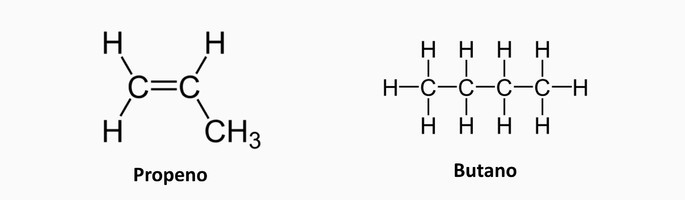 H H
C=C
H CH3
Propeno
H H H H
H-C-C-C-C-H
H H H H
Butano